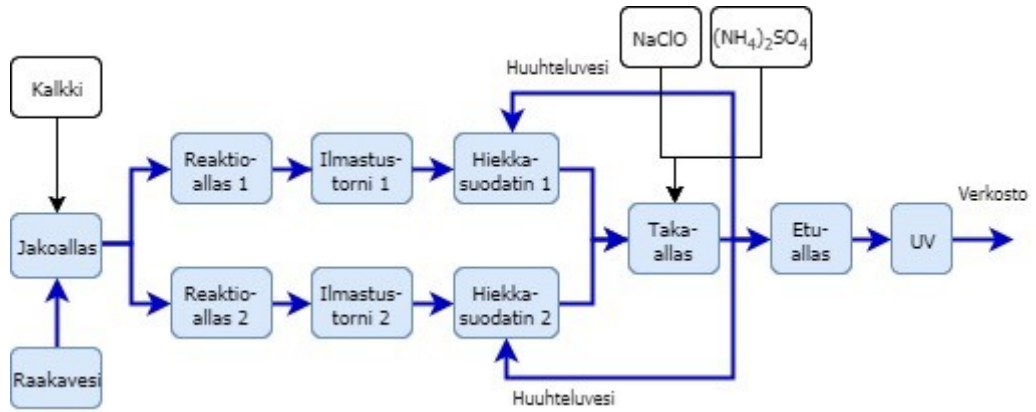 NaClO
(NH₄)₂SO₄
Huuhteluvesi
Kalkki
Reaktio-
allas 1
Ilmastus-
torni 1
Hiekka-
suodatin 1
Verkosto
Jakoallas
Taka-
allas
Etu-
allas
UV
Reaktio-
allas 2
Ilmastus-
torni 2
Hiekka-
suodatin 2
Raakavesi
Huuhteluvesi